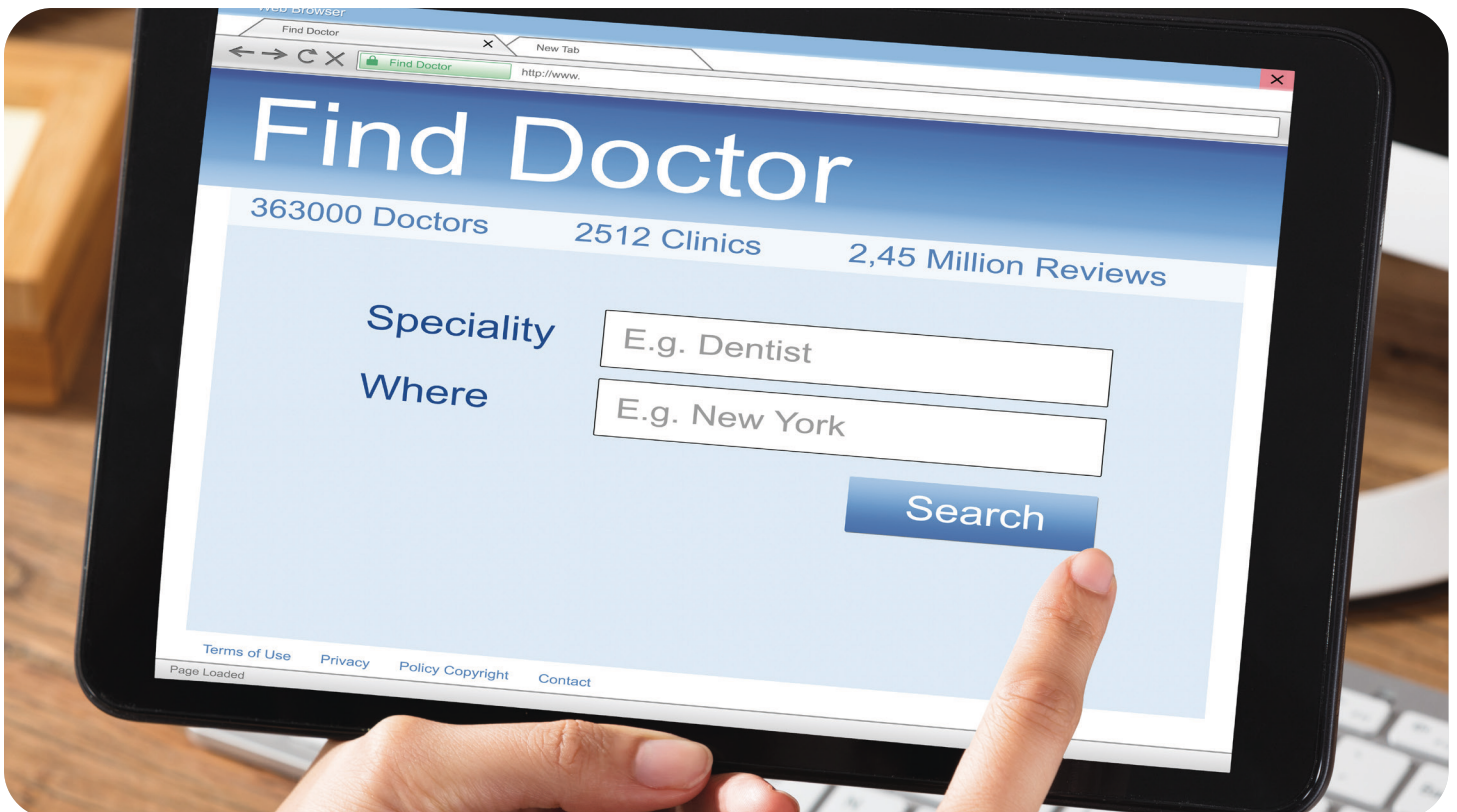 Web Browser
Find Doctor
New Tab
Find Doctor
http://www.
Find Doctor
363000 Doctors 2512 Clinics 2,45 Million Reviews
Speciality E.g. Dentist
Where E.g. New York
Search
Terms of Use Privacy Policy Copyright Contact
Page Loaded